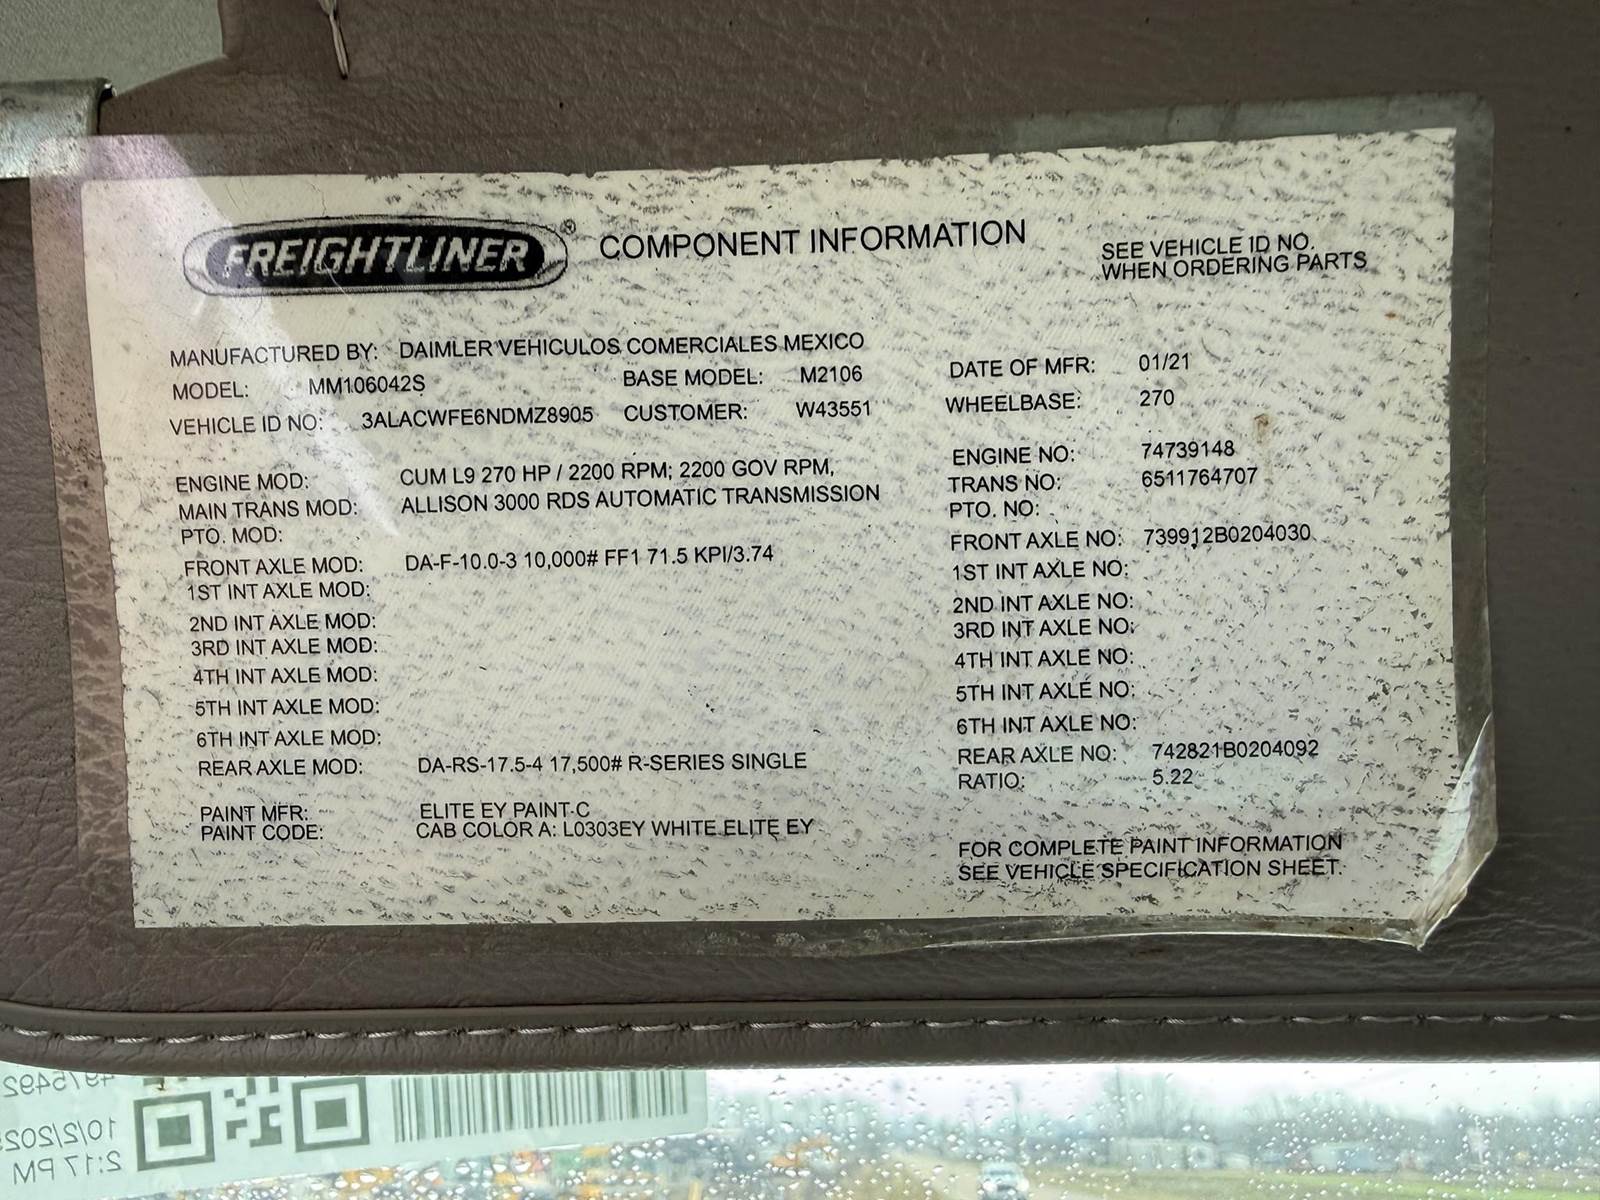 FREIGHTLINER ® COMPONENT INFORMATION
SEE VEHICLE ID NO.
WHEN ORDERING PARTS
MANUFACTURED BY: DAIMLER VEHICULOS COMERCIALES MEXICO
MODEL: MM106042S BASE MODEL: M2106
VEHICLE ID NO: 3ALACWFE6NDMZ8905 CUSTOMER: W43551
DATE OF MFR: 01/21
WHEELBASE: 270
ENGINE MOD: CUM L9 270 HP / 2200 RPM; 2200 GOV RPM,
MAIN TRANS MOD: ALLISON 3000 RDS AUTOMATIC TRANSMISSION
PTO. MOD:
FRONT AXLE MOD: DA-F-10.0-3 10,000# FF1 71.5 KPI/3.74
1ST INT AXLE MOD:
2ND INT AXLE MOD:
3RD INT AXLE MOD:
4TH INT AXLE MOD:
5TH INT AXLE MOD:
6TH INT AXLE MOD:
REAR AXLE MOD: DA-RS-17.5-4 17,500# R-SERIES SINGLE
ENGINE NO: 74739148
TRANS NO: 6511764707
PTO. NO:
FRONT AXLE NO: 739912B0204030
1ST INT AXLE NO:
2ND INT AXLE NO:
3RD INT AXLE NO:
4TH INT AXLE NO:
5TH INT AXLE NO:
6TH INT AXLE NO:
REAR AXLE NO: 742821B0204092
RATIO: 5.22
PAINT MFR: ELITE EY PAINT-C
PAINT CODE: CAB COLOR A: L0303EY WHITE ELITE EY
FOR COMPLETE PAINT INFORMATION
SEE VEHICLE SPECIFICATION SHEET.
2:17 PM